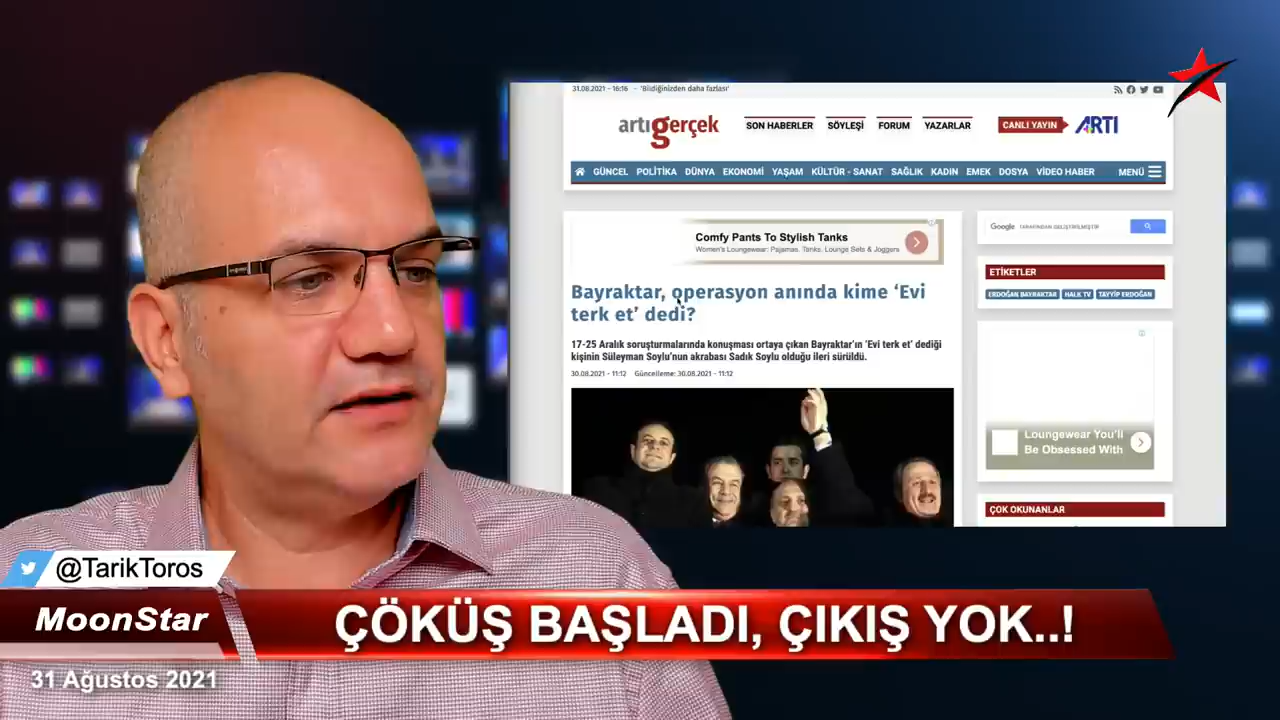 31.08.2021 - 16:16 - 'Bildiğinizden daha fazlası'
artıgerçek
SON HABERLER SÖYLEŞİ FORUM YAZARLAR
CANLI YAYIN ARTI
GÜNCEL POLİTİKA DÜNYA EKONOMİ YAŞAM KÜLTÜR - SANAT SAĞLIK KADIN EMEK DOSYA VİDEO HABER MENÜ
Comfy Pants To Stylish Tanks
Women's Loungewear: Pajamas, Tanks, Lounge Sets & Joggers
Bayraktar, operasyon anında kime ‘Evi
terk et’ dedi?
17-25 Aralık soruşturmalarında konuşması ortaya çıkan Bayraktar’ın ‘Evi terk et’ dediği
kişinin Süleyman Soylu’nun akrabası Sadık Soylu olduğu ileri sürüldü.
30.08.2021 - 11:12 Güncelleme: 30.08.2021 - 11:12
Google TARAFINDAN GELİŞTİRİLMİŞTİR
ETİKETLER
ERDOĞAN BAYRAKTAR HALK TV TAYYİP ERDOĞAN
Loungewear You'll
Be Obsessed With
ÇOK OKUNANLAR
@TarikToros
MoonStar
ÇÖKÜŞ BAŞLADI, ÇIKIŞ YOK..!
31 Ağustos 2021